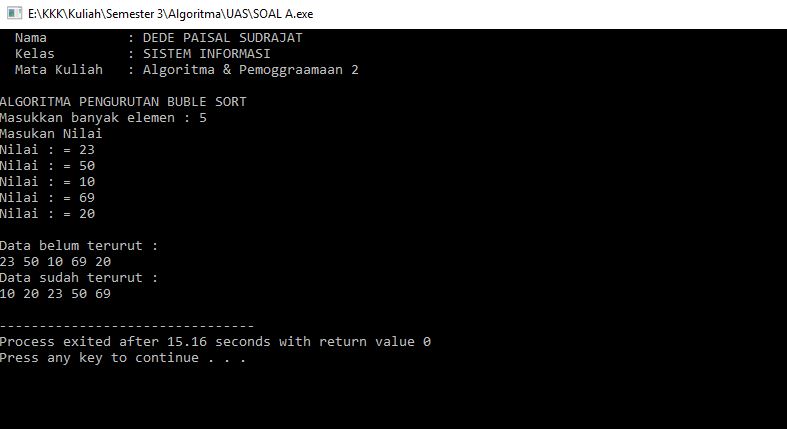 E:\KKK\Kuliah\Semester 3\Algoritma\UAS\SOAL A.exe
Nama : DEDE PAISAL SUDRAJAT
Kelas : SISTEM INFORMASI
Mata Kuliah : Algoritma & Pemoggraamaan 2
ALGORITMA PENGURUTAN BUBLE SORT
Masukkan banyak elemen : 5
Masukan Nilai
Nilai : = 23
Nilai : = 50
Nilai : = 10
Nilai : = 69
Nilai : = 20
Data belum terurut :
23 50 10 69 20
Data sudah terurut :
10 20 23 50 69
--------------------------------
Process exited after 15.16 seconds with return value 0
Press any key to continue . . .